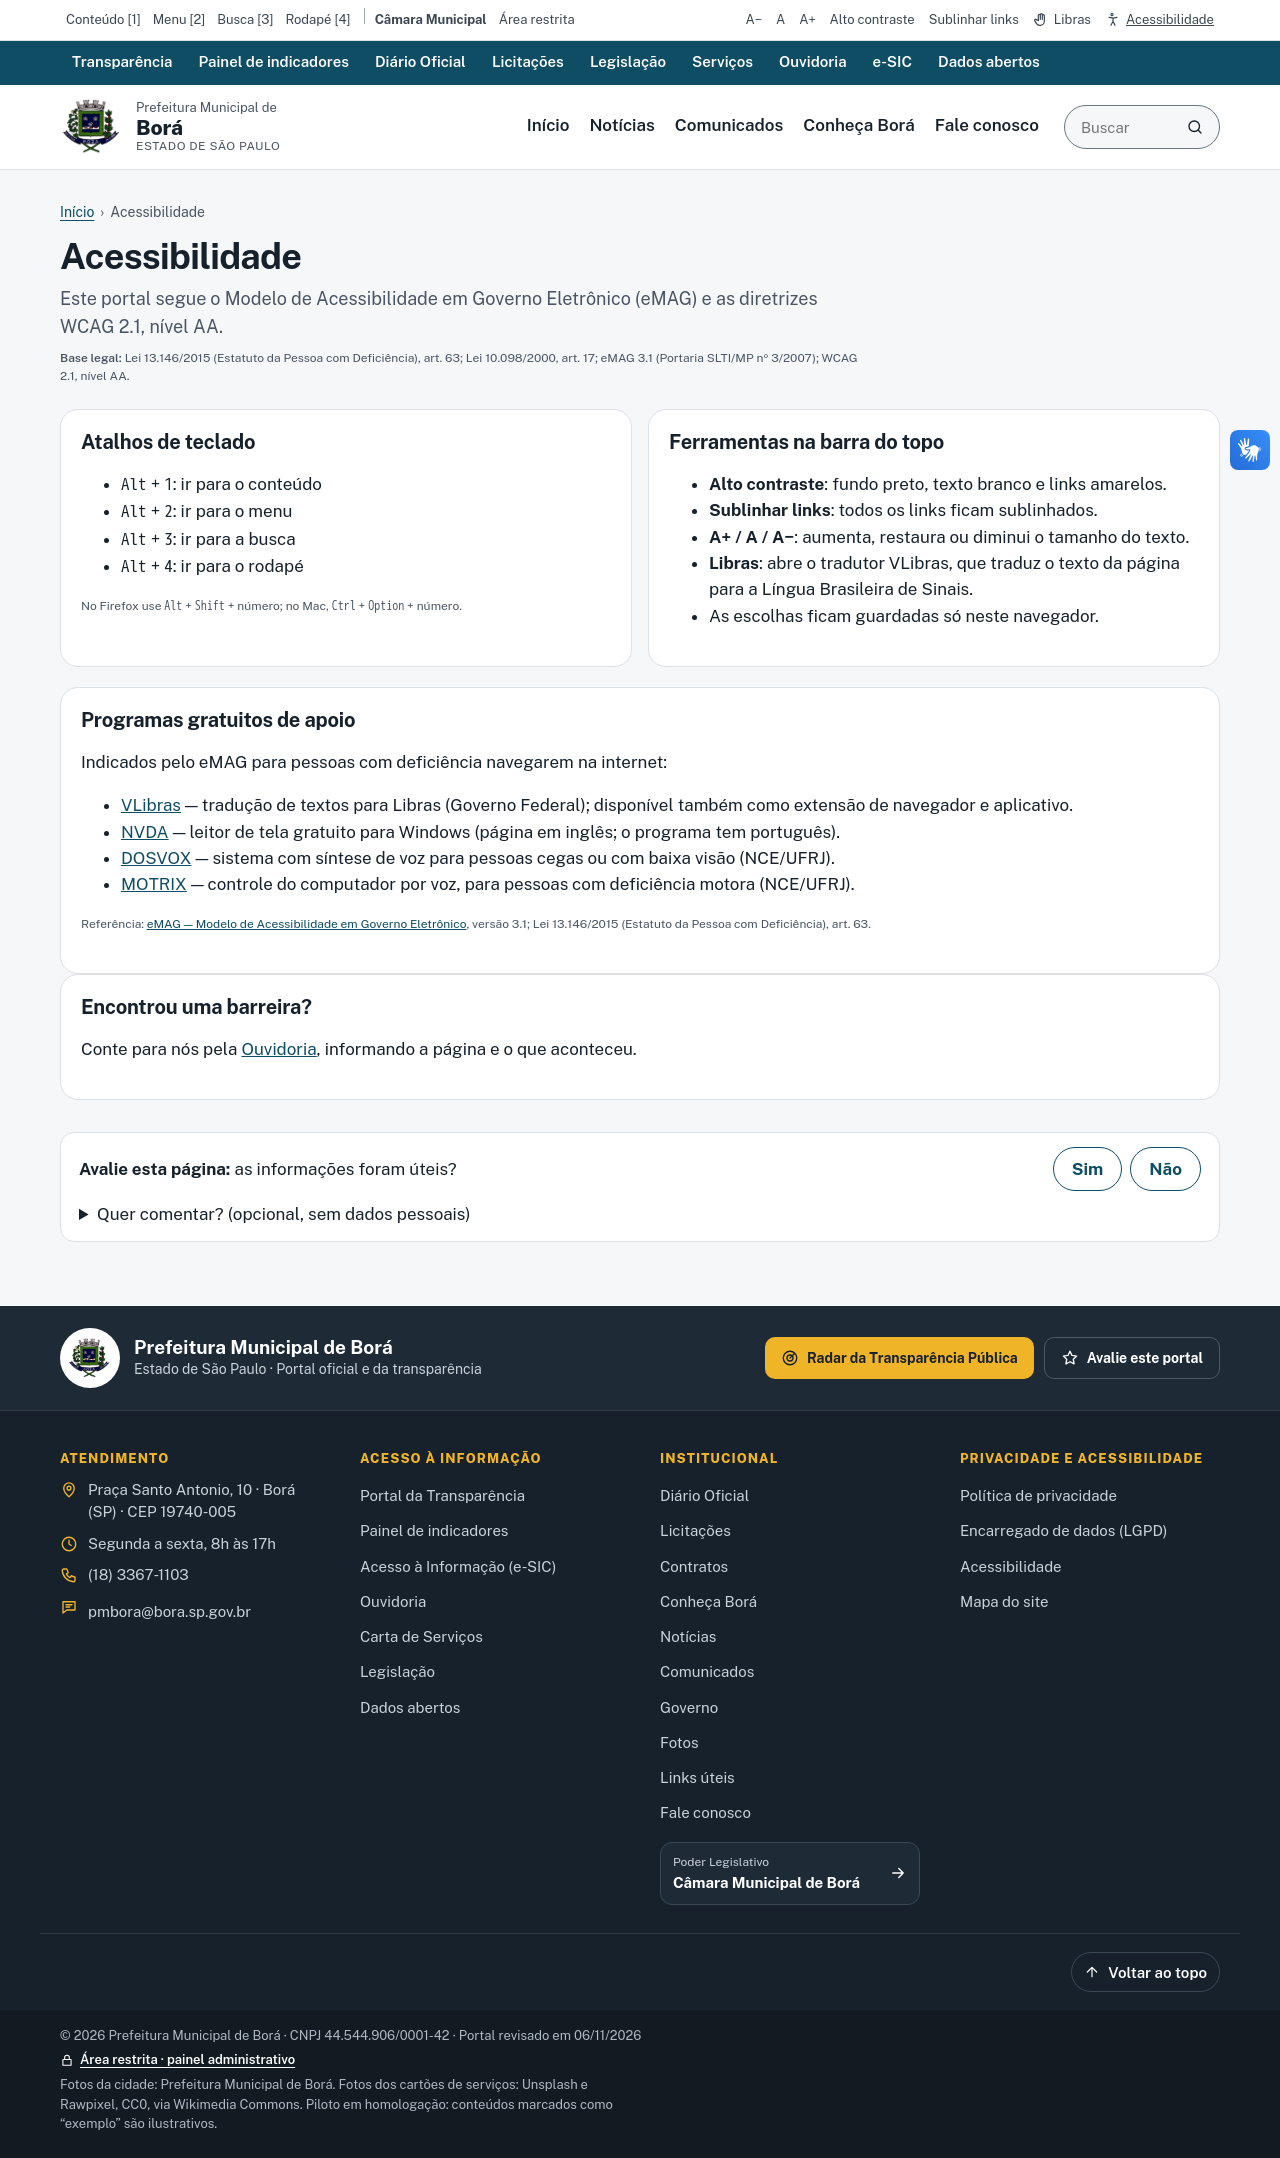 Conteúdo [1] Menu [2] Busca [3] Rodapé [4] Câmara Municipal Área restrita A− A A+ Alto contraste Sublinhar links Libras Acessibilidade
Transparência Painel de indicadores Diário Oficial Licitações Legislação Serviços Ouvidoria e-SIC Dados abertos
Prefeitura Municipal de
Borá
ESTADO DE SÃO PAULO
Início Notícias Comunicados Conheça Borá Fale conosco Buscar
Início › Acessibilidade
Acessibilidade
Este portal segue o Modelo de Acessibilidade em Governo Eletrônico (eMAG) e as diretrizes
WCAG 2.1, nível AA.
Base legal: Lei 13.146/2015 (Estatuto da Pessoa com Deficiência), art. 63; Lei 10.098/2000, art. 17; eMAG 3.1 (Portaria SLTI/MP nº 3/2007); WCAG
2.1, nível AA.
Atalhos de teclado
Alt + 1: ir para o conteúdo
Alt + 2: ir para o menu
Alt + 3: ir para a busca
Alt + 4: ir para o rodapé
No Firefox use Alt + Shift + número; no Mac, Ctrl + Option + número.
Ferramentas na barra do topo
Alto contraste: fundo preto, texto branco e links amarelos.
Sublinhar links: todos os links ficam sublinhados.
A+ / A / A−: aumenta, restaura ou diminui o tamanho do texto.
Libras: abre o tradutor VLibras, que traduz o texto da página
para a Língua Brasileira de Sinais.
As escolhas ficam guardadas só neste navegador.
Programas gratuitos de apoio
Indicados pelo eMAG para pessoas com deficiência navegarem na internet:
VLibras — tradução de textos para Libras (Governo Federal); disponível também como extensão de navegador e aplicativo.
NVDA — leitor de tela gratuito para Windows (página em inglês; o programa tem português).
DOSVOX — sistema com síntese de voz para pessoas cegas ou com baixa visão (NCE/UFRJ).
MOTRIX — controle do computador por voz, para pessoas com deficiência motora (NCE/UFRJ).
Referência: eMAG — Modelo de Acessibilidade em Governo Eletrônico, versão 3.1; Lei 13.146/2015 (Estatuto da Pessoa com Deficiência), art. 63.
Encontrou uma barreira?
Conte para nós pela Ouvidoria, informando a página e o que aconteceu.
Avalie esta página: as informações foram úteis? Sim Não
Quer comentar? (opcional, sem dados pessoais)
Prefeitura Municipal de Borá
Estado de São Paulo · Portal oficial e da transparência
Radar da Transparência Pública Avalie este portal
ATENDIMENTO
Praça Santo Antonio, 10 · Borá
(SP) · CEP 19740-005
Segunda a sexta, 8h às 17h
(18) 3367-1103
pmbora@bora.sp.gov.br
ACESSO À INFORMAÇÃO
Portal da Transparência
Painel de indicadores
Acesso à Informação (e-SIC)
Ouvidoria
Carta de Serviços
Legislação
Dados abertos
INSTITUCIONAL
Diário Oficial
Licitações
Contratos
Conheça Borá
Notícias
Comunicados
Governo
Fotos
Links úteis
Fale conosco
Poder Legislativo
Câmara Municipal de Borá
PRIVACIDADE E ACESSIBILIDADE
Política de privacidade
Encarregado de dados (LGPD)
Acessibilidade
Mapa do site
Voltar ao topo
© 2026 Prefeitura Municipal de Borá · CNPJ 44.544.906/0001-42 · Portal revisado em 06/11/2026
Área restrita · painel administrativo
Fotos da cidade: Prefeitura Municipal de Borá. Fotos dos cartões de serviços: Unsplash e
Rawpixel, CC0, via Wikimedia Commons. Piloto em homologação: conteúdos marcados como
“exemplo” são ilustrativos.